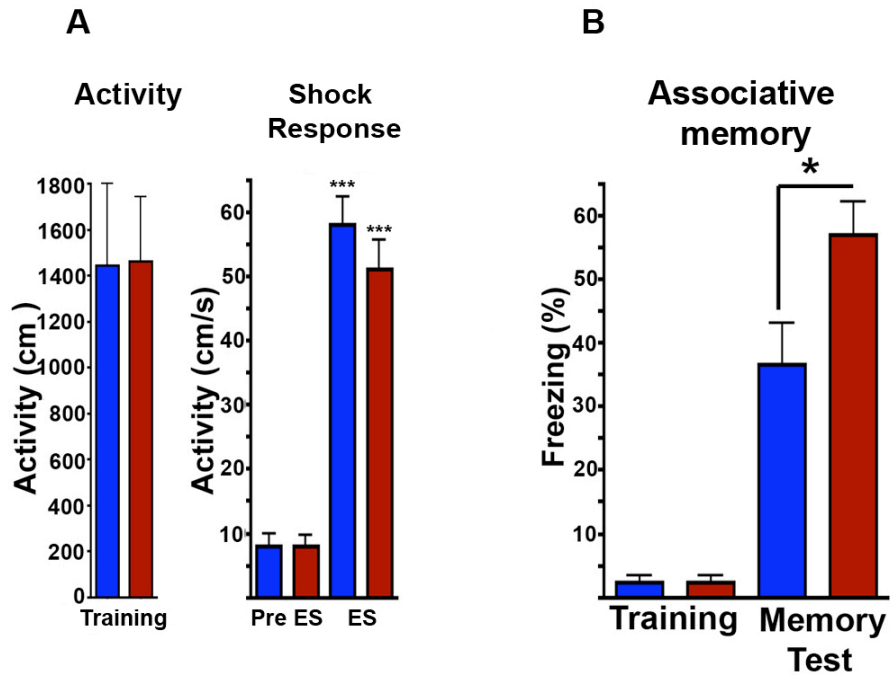 A
B
Activity
Shock
Response
Associative
memory
Activity (cm)
1800
1600
1400
1200
1000
800
600
400
200
0
Training
Activity (cm/s)
60
50
40
30
20
10
***
***
Pre ES
ES
Freezing (%)
60
50
40
30
20
10
*
Training
Memory
Test